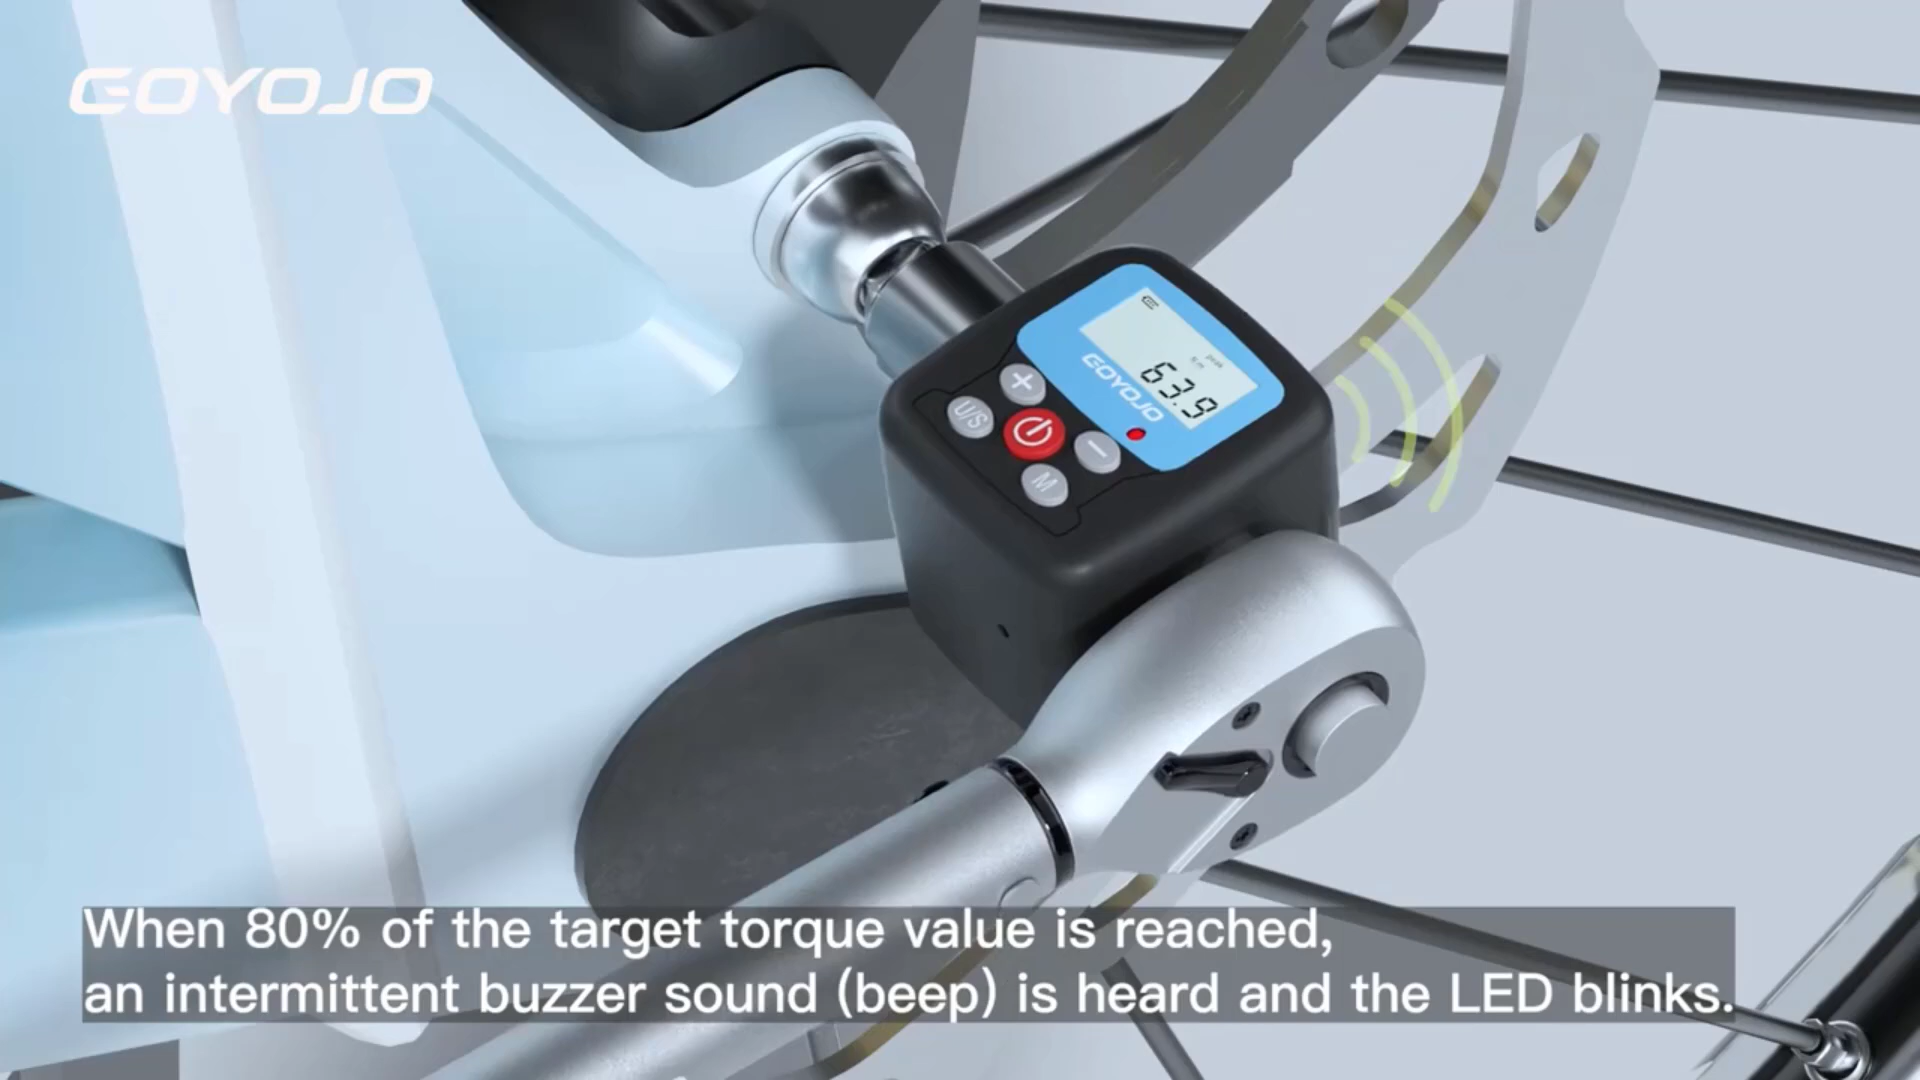 GOYOJO
peak
N.m
63.9
GOYOJO
+
U/S
−
M
When 80% of the target torque value is reached,
an intermittent buzzer sound (beep) is heard and the LED blinks.